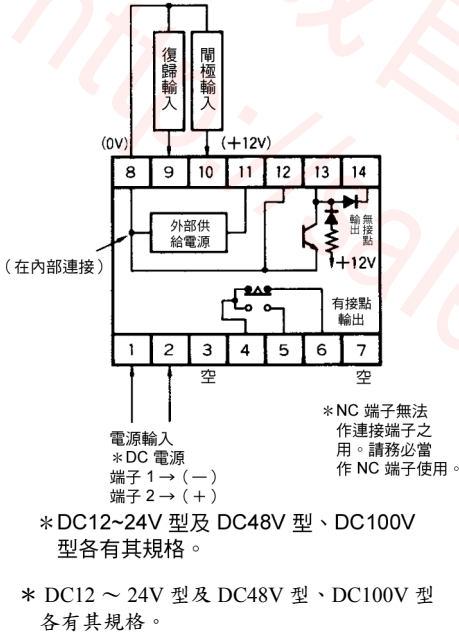 復歸輸入
閘極輸入
(0V)
(+12V)
8 9 10 11 12 13 14
外部供
給電源
無接點
輸出
+12V
(在內部連接)
有接點
輸出
1 2 3 4 5 6 7
空
空
電源輸入
*DC 電源
端子 1→(—)
端子 2→(+)
*NC 端子無法
作連接端子之
用。請務必當
作 NC 端子使用。
*DC12~24V 型及 DC48V 型、DC100V
型各有其規格。
* DC12 ~ 24V 型及 DC48V 型、DC100V 型
各有其規格。